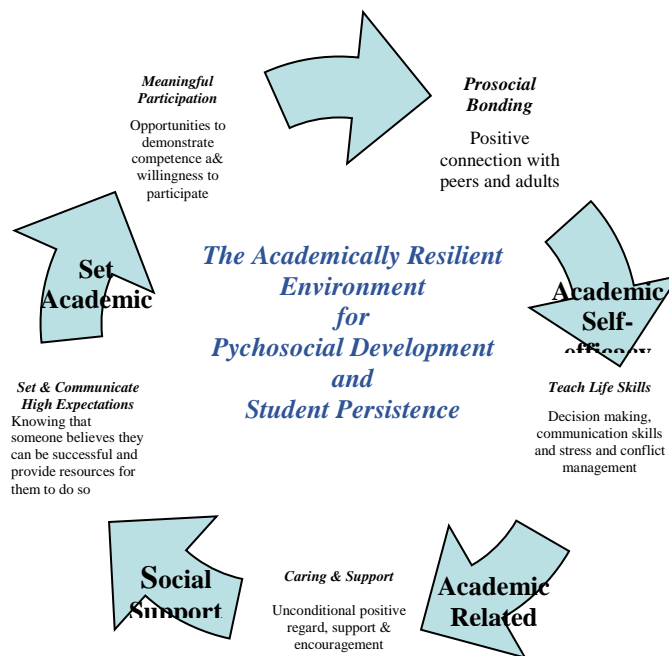 Meaningful
Participation
Opportunities to
demonstrate
competence a&
willingness to
participate
Prosocial
Bonding
Positive
connection with
peers and adults
The Academically Resilient
Environment
for
Pychosocial Development
and
Student Persistence
Set
Academic
Academic
Self-
efficacy
Set & Communicate
High Expectations
Knowing that
someone believes they
can be successful and
provide resources for
them to do so
Teach Life Skills
Decision making,
communication skills
and stress and conflict
management
Social
Support
Caring & Support
Unconditional positive
regard, support &
encouragement
Academic
Related